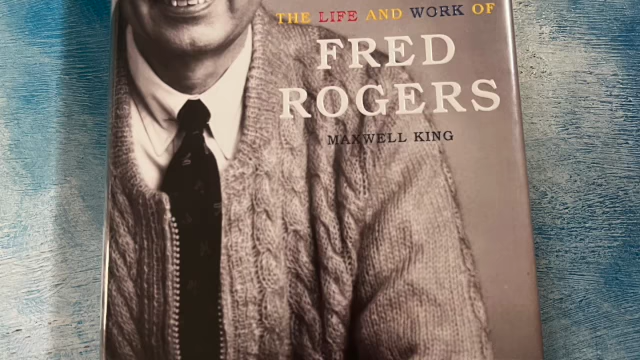 THE LIFE AND WORK OF
FRED
ROGERS
MAXWELL KING